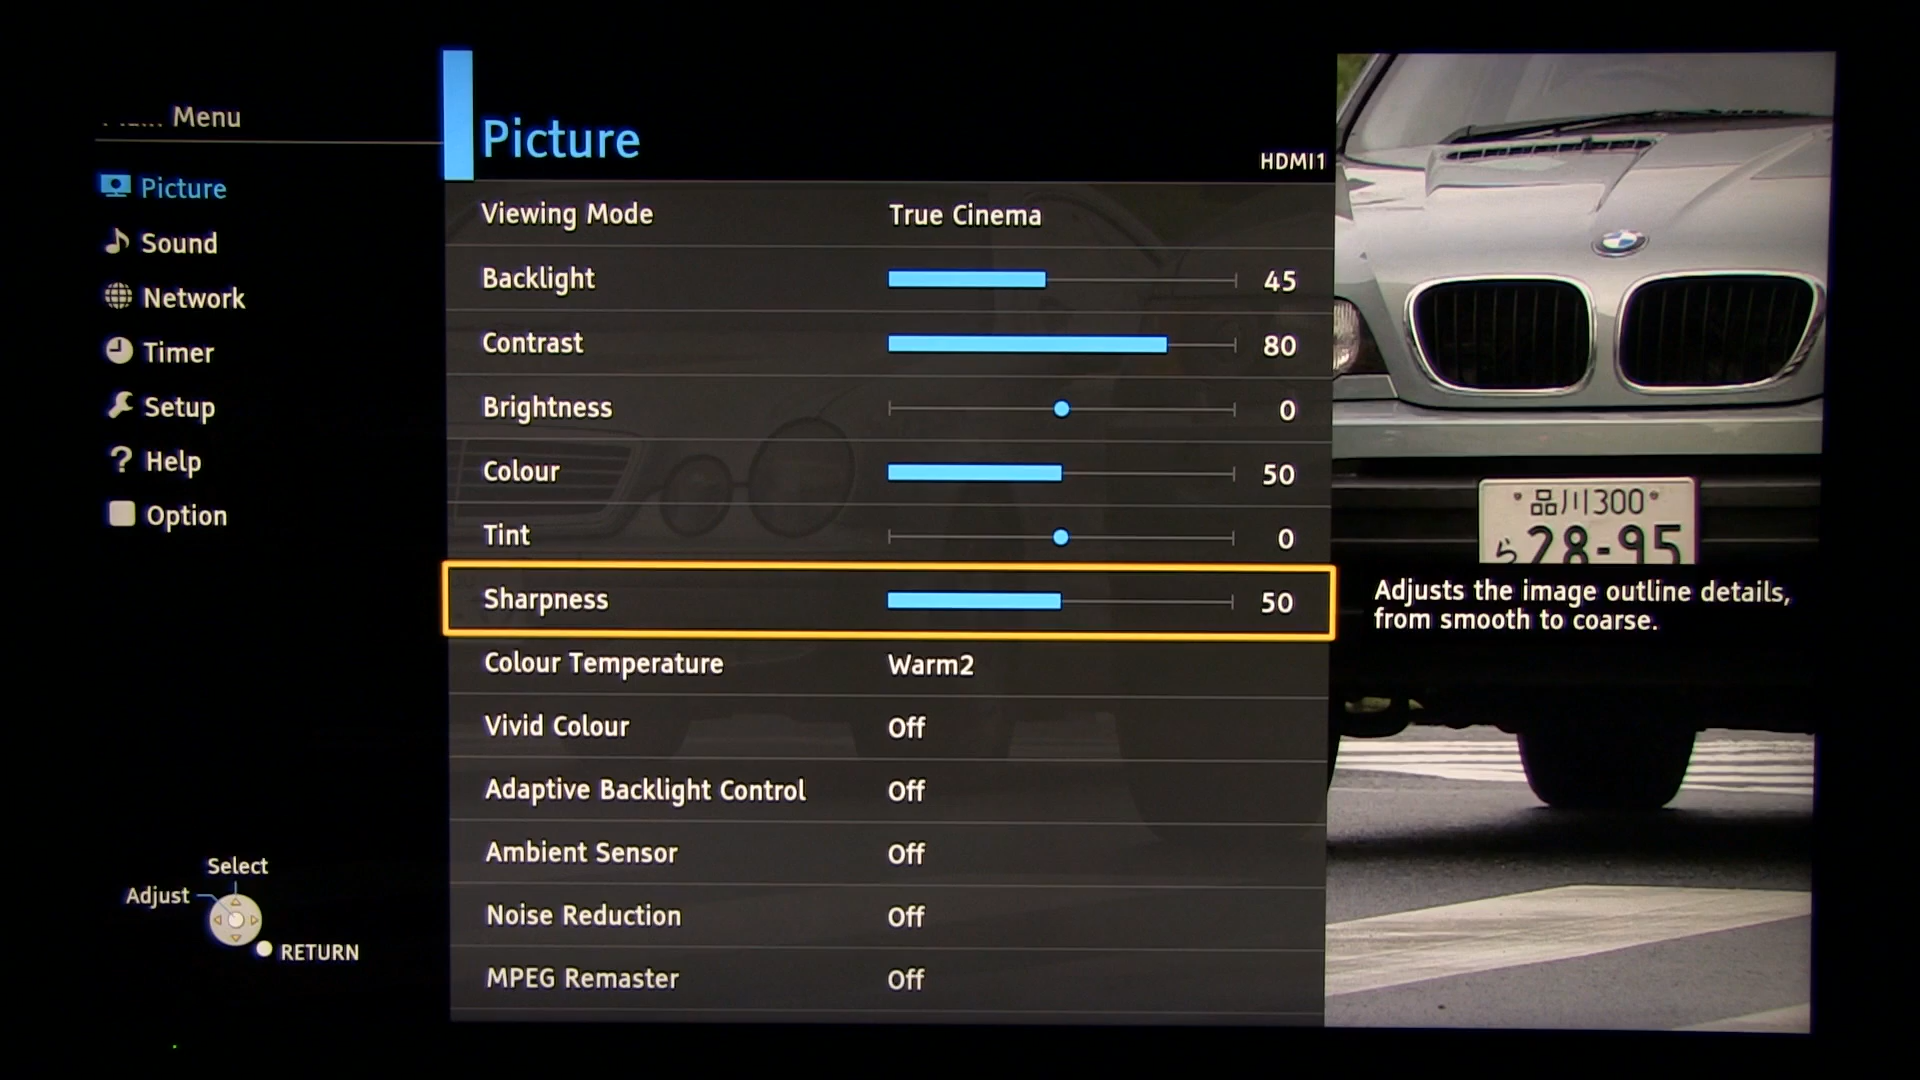 Menu
Picture
Sound
Network
Timer
Setup
Help
Option
Select
Adjust
RETURN
Picture
HDMI1
Viewing Mode True Cinema
Backlight 45
Contrast 80
Brightness 0
Colour 50
Tint 0
Sharpness 50
Colour Temperature Warm2
Vivid Colour Off
Adaptive Backlight Control Off
Ambient Sensor Off
Noise Reduction Off
MPEG Remaster Off
品川300
ら28-95
Adjusts the image outline details,
from smooth to coarse.